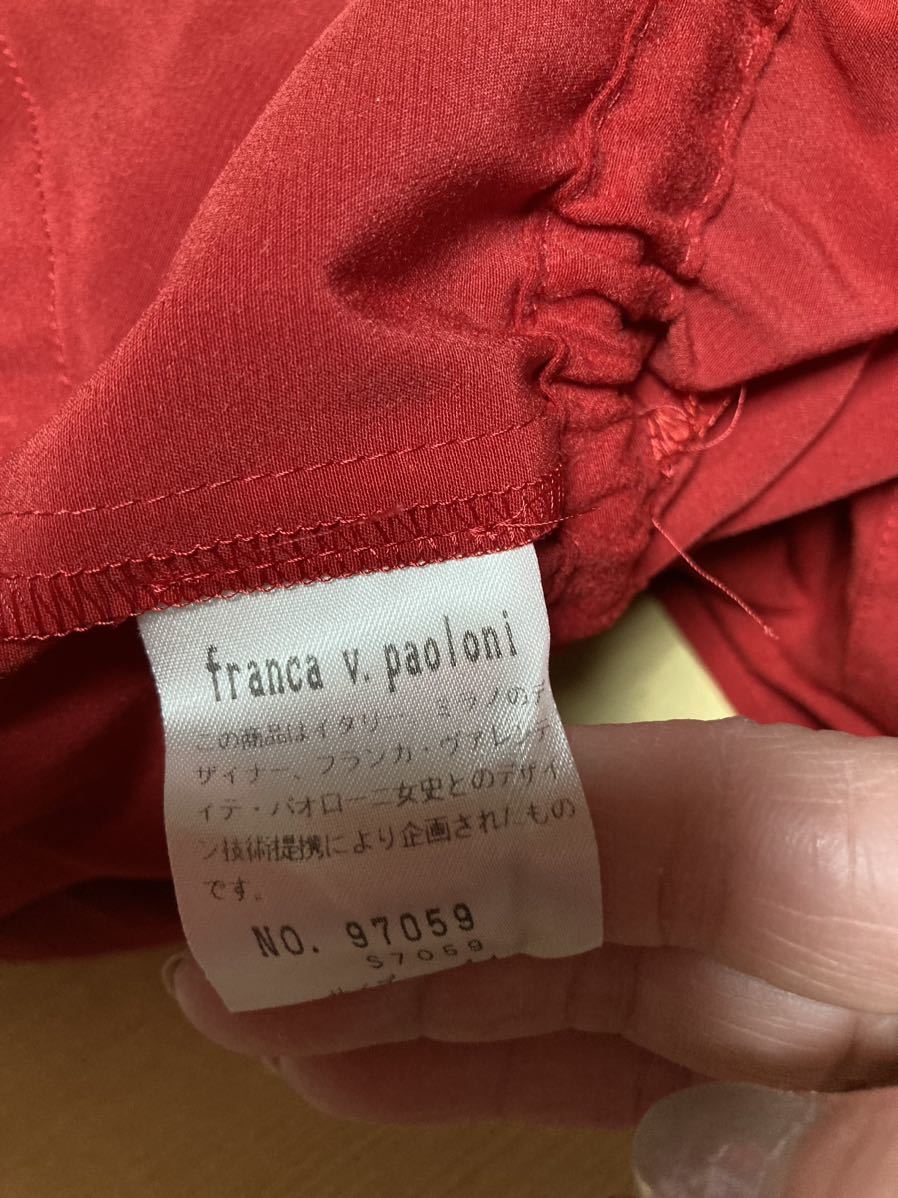 franca v. paoloni
この商品はイタリー、ミラノのデ
ザイナー、フランカ・ヴァレンテ
イテ・パオローニ女史とのデザイ
ン技術提携により企画されたもの
です。
NO. 97059
S7059
サイズ